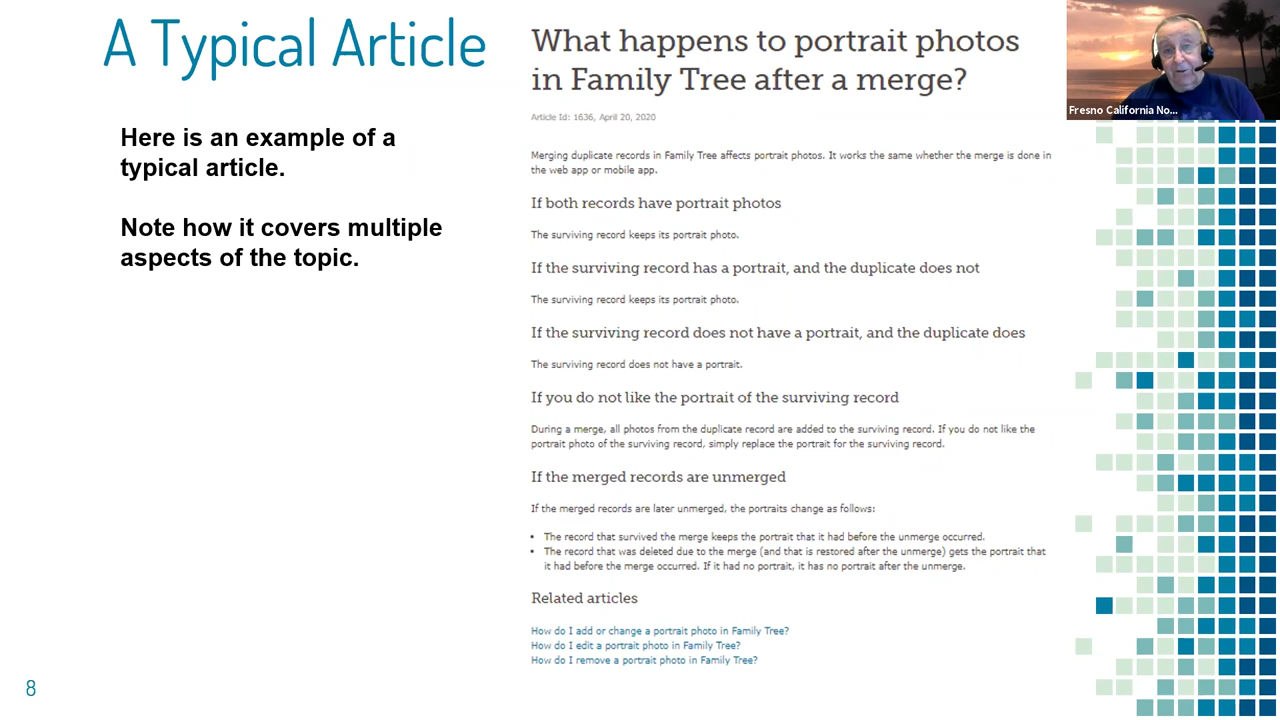 A Typical Article
Here is an example of a
typical article.
Note how it covers multiple
aspects of the topic.
What happens to portrait photos
in Family Tree after a merge?
Article Id: 1636, April 20, 2020
Merging duplicate records in Family Tree affects portrait photos. It works the same whether the merge is done in
the web app or mobile app.
If both records have portrait photos
The surviving record keeps its portrait photo.
If the surviving record has a portrait, and the duplicate does not
The surviving record keeps its portrait photo.
If the surviving record does not have a portrait, and the duplicate does
The surviving record does not have a portrait.
If you do not like the portrait of the surviving record
During a merge, all photos from the duplicate record are added to the surviving record. If you do not like the
portrait photo of the surviving record, simply replace the portrait for the surviving record.
If the merged records are unmerged
If the merged records are later unmerged, the portraits change as follows:
• The record that survived the merge keeps the portrait that it had before the unmerge occurred.
• The record that was deleted due to the merge (and that is restored after the unmerge) gets the portrait that
it had before the merge occurred. If it had no portrait, it has no portrait after the unmerge.
Related articles
How do I add or change a portrait photo in Family Tree?
How do I edit a portrait photo in Family Tree?
How do I remove a portrait photo in Family Tree?
Fresno California No...
8